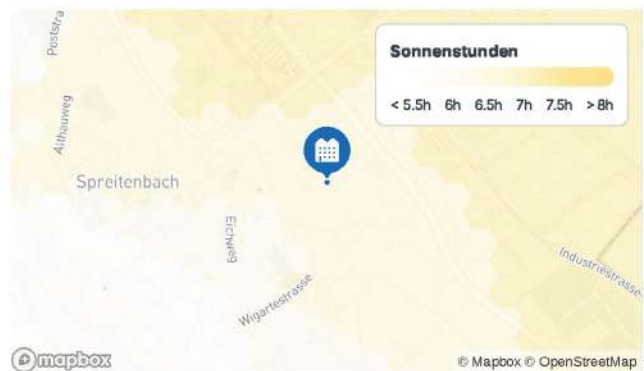 Poststra
Althauweg
Spreitenbach
Eichweg
Wigartestrasse
Industriestrasse
Sonnenstunden
< 5.5h 6h 6.5h 7h 7.5h > 8h
mapbox
© Mapbox © OpenStreetMap